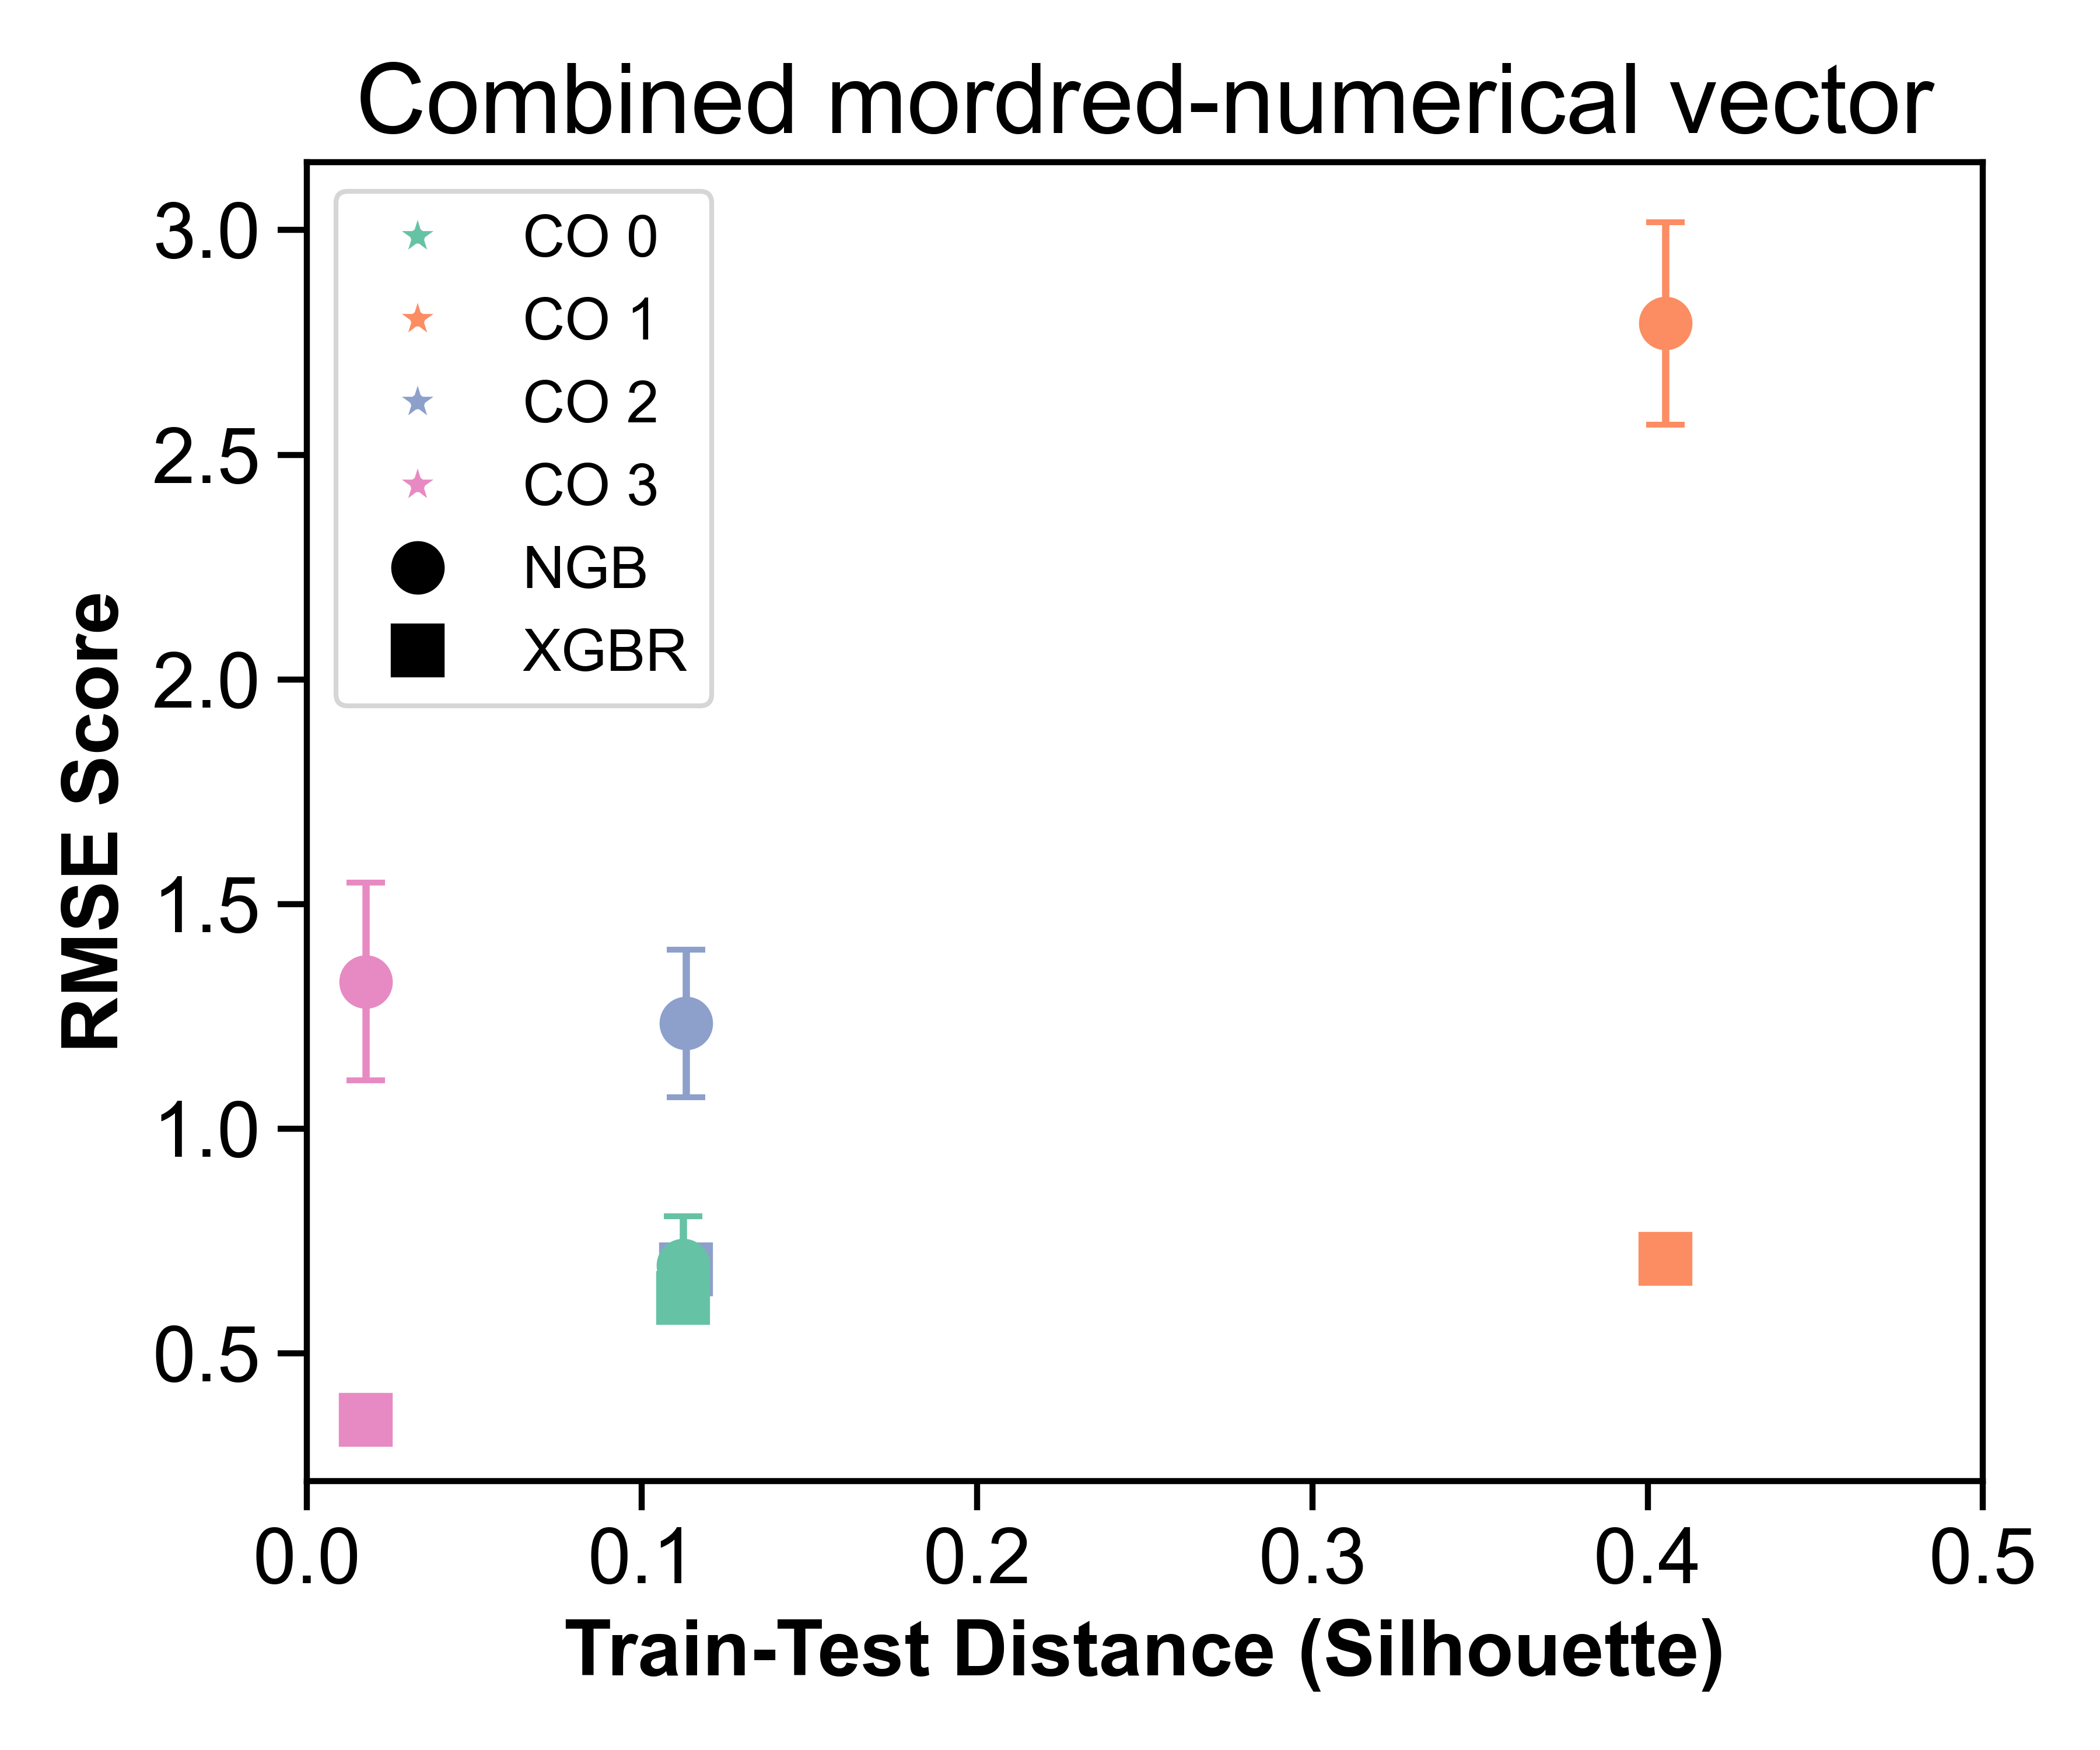 Combined mordred-numerical vector
CO 0
CO 1
CO 2
CO 3
NGB
XGBR
RMSE Score
3.0
2.5
2.0
1.5
1.0
0.5
0.0 0.1 0.2 0.3 0.4 0.5
Train-Test Distance (Silhouette)